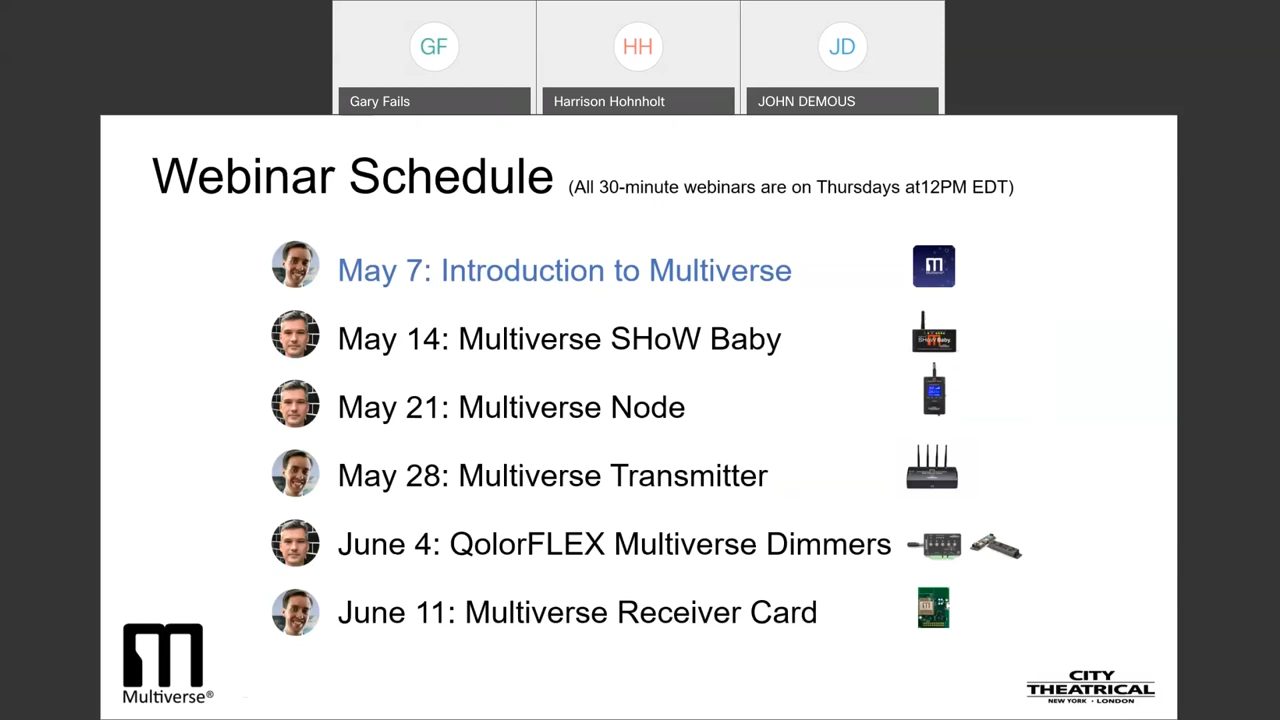 GF
HH
JD
Gary Fails
Harrison Hohnholt
JOHN DEMOUS
Webinar Schedule (All 30-minute webinars are on Thursdays at12PM EDT)
May 7: Introduction to Multiverse
May 14: Multiverse SHoW Baby
SHoW Baby
May 21: Multiverse Node
May 28: Multiverse Transmitter
June 4: QolorFLEX Multiverse Dimmers
June 11: Multiverse Receiver Card
Multiverse®
CITY
THEATRICAL
NEW YORK • LONDON